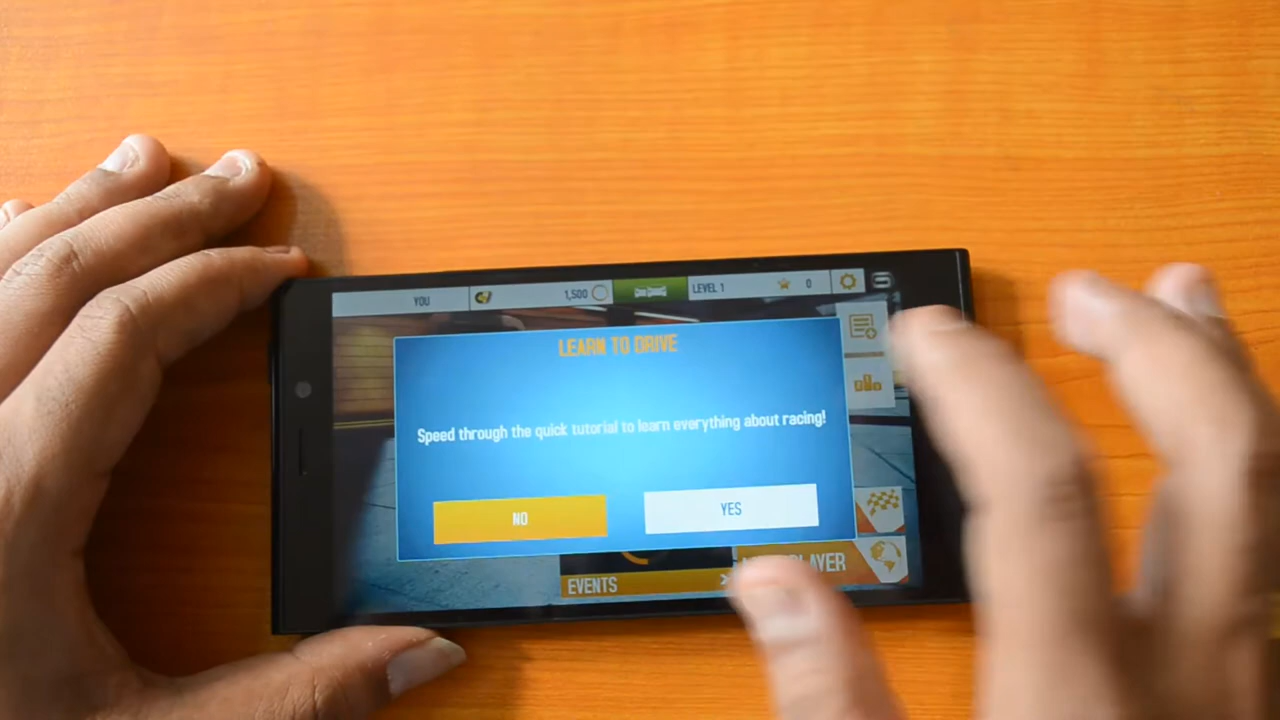 YOU 1,500 LEVEL 1 0
LEARN TO DRIVE
Speed through the quick tutorial to learn everything about racing!
NO YES
EVENTS